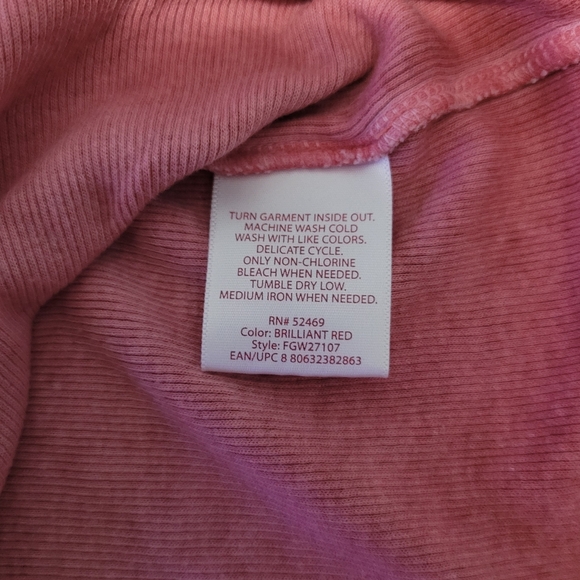 TURN GARMENT INSIDE OUT.
MACHINE WASH COLD
WASH WITH LIKE COLORS.
DELICATE CYCLE.
ONLY NON-CHLORINE
BLEACH WHEN NEEDED.
TUMBLE DRY LOW.
MEDIUM IRON WHEN NEEDED.
RN# 52469
Color: BRILLIANT RED
Style: FGW27107
EAN/UPC 8 80632382863